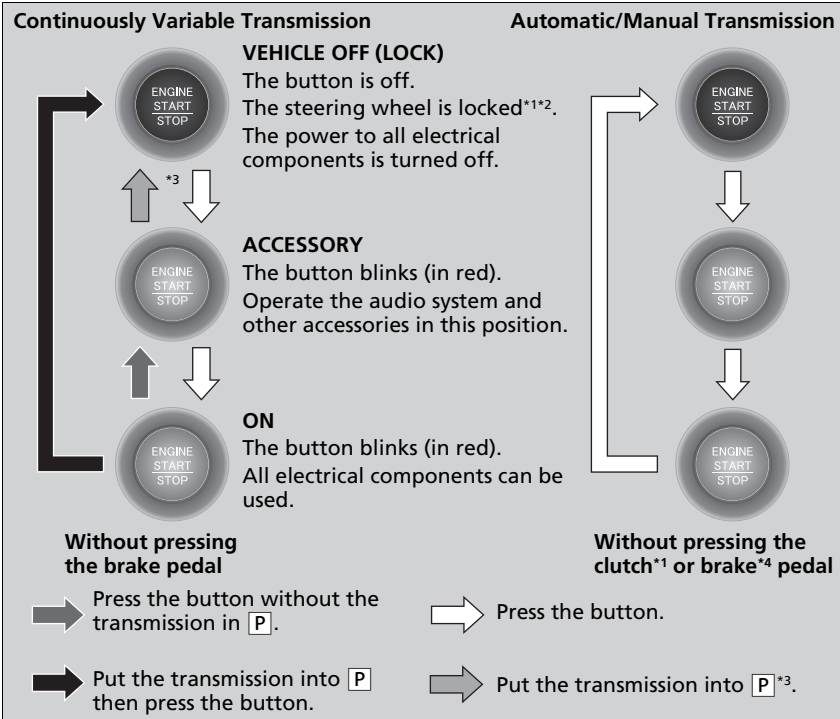 Continuously Variable Transmission
Automatic/Manual Transmission
ENGINE
START
STOP
VEHICLE OFF (LOCK)
The button is off.
The steering wheel is locked*1*2.
The power to all electrical
components is turned off.
ENGINE
START
STOP
*3
ENGINE
START
STOP
ACCESSORY
The button blinks (in red).
Operate the audio system and
other accessories in this position.
ENGINE
START
STOP
ENGINE
START
STOP
ON
The button blinks (in red).
All electrical components can be
used.
ENGINE
START
STOP
Without pressing
the brake pedal
Without pressing the
clutch*1 or brake*4 pedal
Press the button without the
transmission in P.
Press the button.
Put the transmission into P
then press the button.
Put the transmission into P*3.